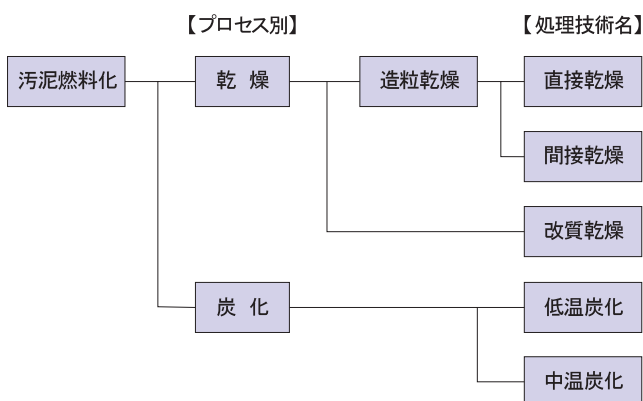 【プロセス別】 【処理技術名】
汚泥燃料化 乾 燥 造粒乾燥 直接乾燥
間接乾燥
改質乾燥
炭 化 低温炭化
中温炭化